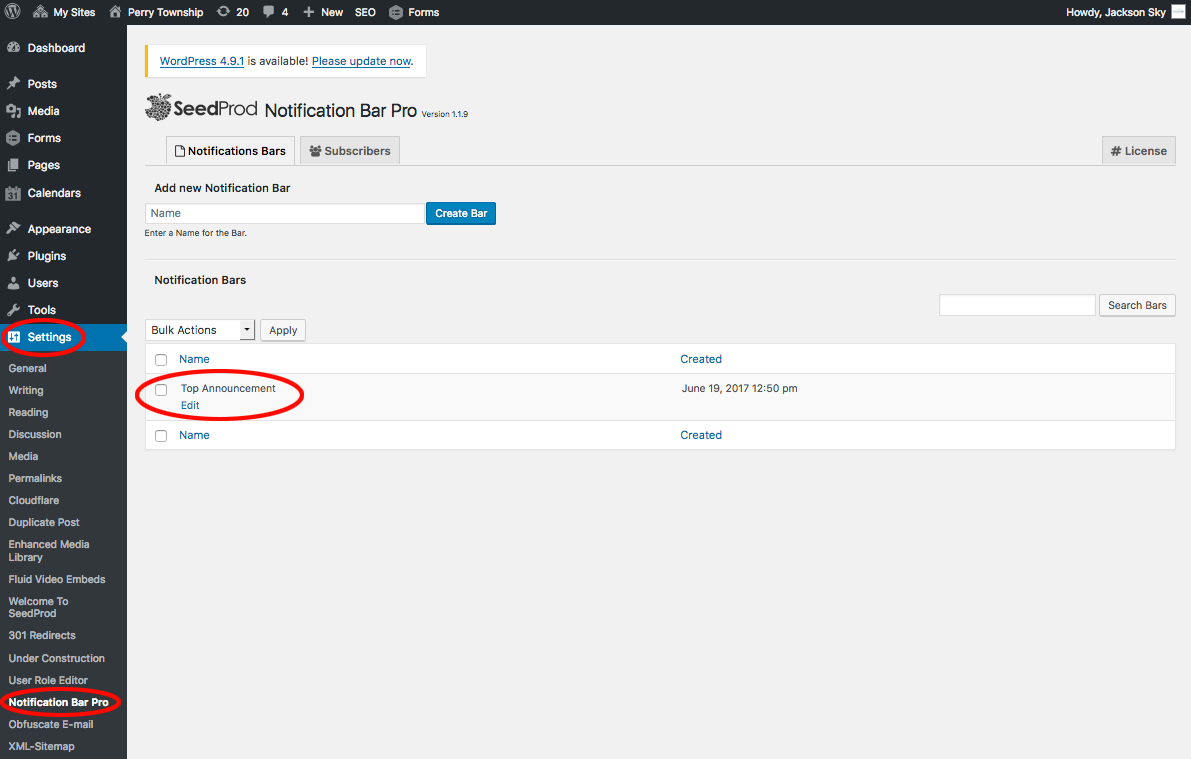 My Sites Perry Township 20 4 New SEO Forms Howdy, Jackson Sky
Dashboard
Posts
Media
Forms
Pages
31 Calendars
Appearance
Plugins
Users
Tools
Settings
General
Writing
Reading
Discussion
Media
Permalinks
Cloudflare
Duplicate Post
Enhanced Media
Library
Fluid Video Embeds
Welcome To
SeedProd
301 Redirects
Under Construction
User Role Editor
Notification Bar Pro
Obfuscate E-mail
XML-Sitemap
WordPress 4.9.1 is available! Please update now.
SeedProd Notification Bar Pro Version 1.1.9
Notifications Bars Subscribers # License
Add new Notification Bar
Name Create Bar
Enter a Name for the Bar.
Notification Bars
Search Bars
Bulk Actions Apply
Name Created
Top Announcement June 19, 2017 12:50 pm
Edit
Name Created